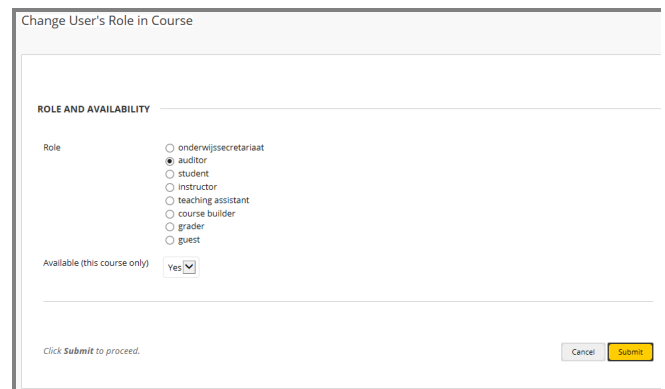 Change User's Role in Course
ROLE AND AVAILABILITY
Role
onderwijssecretariaat
auditor
student
instructor
teaching assistant
course builder
grader
guest
Available (this course only)
Yes
Click Submit to proceed.
Cancel
Submit